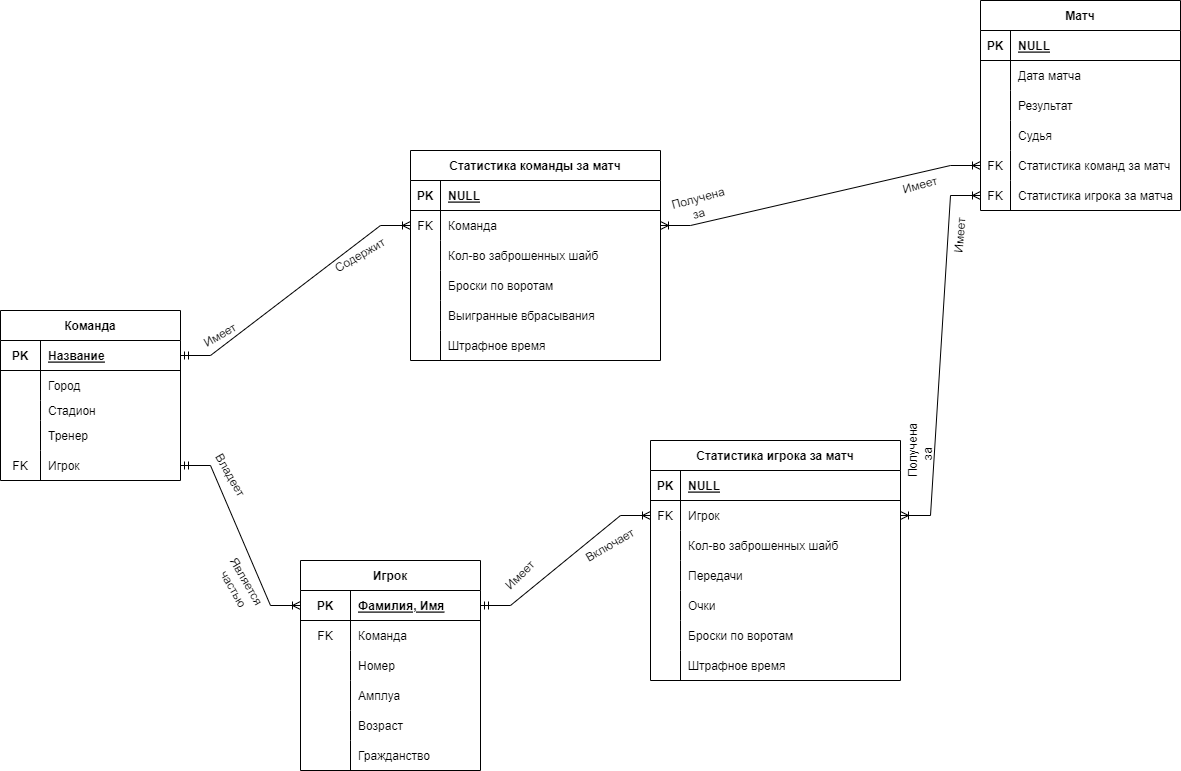 Матч
PK NULL
Дата матча
Результат
Судья
FK Статистика команд за матч
FK Статистика игрока за матча
Статистика команды за матч
PK NULL
FK Команда
Кол-во заброшенных шайб
Броски по воротам
Выигранные вбрасывания
Штрафное время
Получена
за
Имеет
Имеет
Содержит
Имеет
Команда
PK Название
Город
Стадион
Тренер
FK Игрок
Владеет
Является
частью
Получена
за
Статистика игрока за матч
PK NULL
FK Игрок
Кол-во заброшенных шайб
Передачи
Очки
Броски по воротам
Штрафное время
Включает
Имеет
Игрок
PK Фамилия, Имя
FK Команда
Номер
Амплуа
Возраст
Гражданство